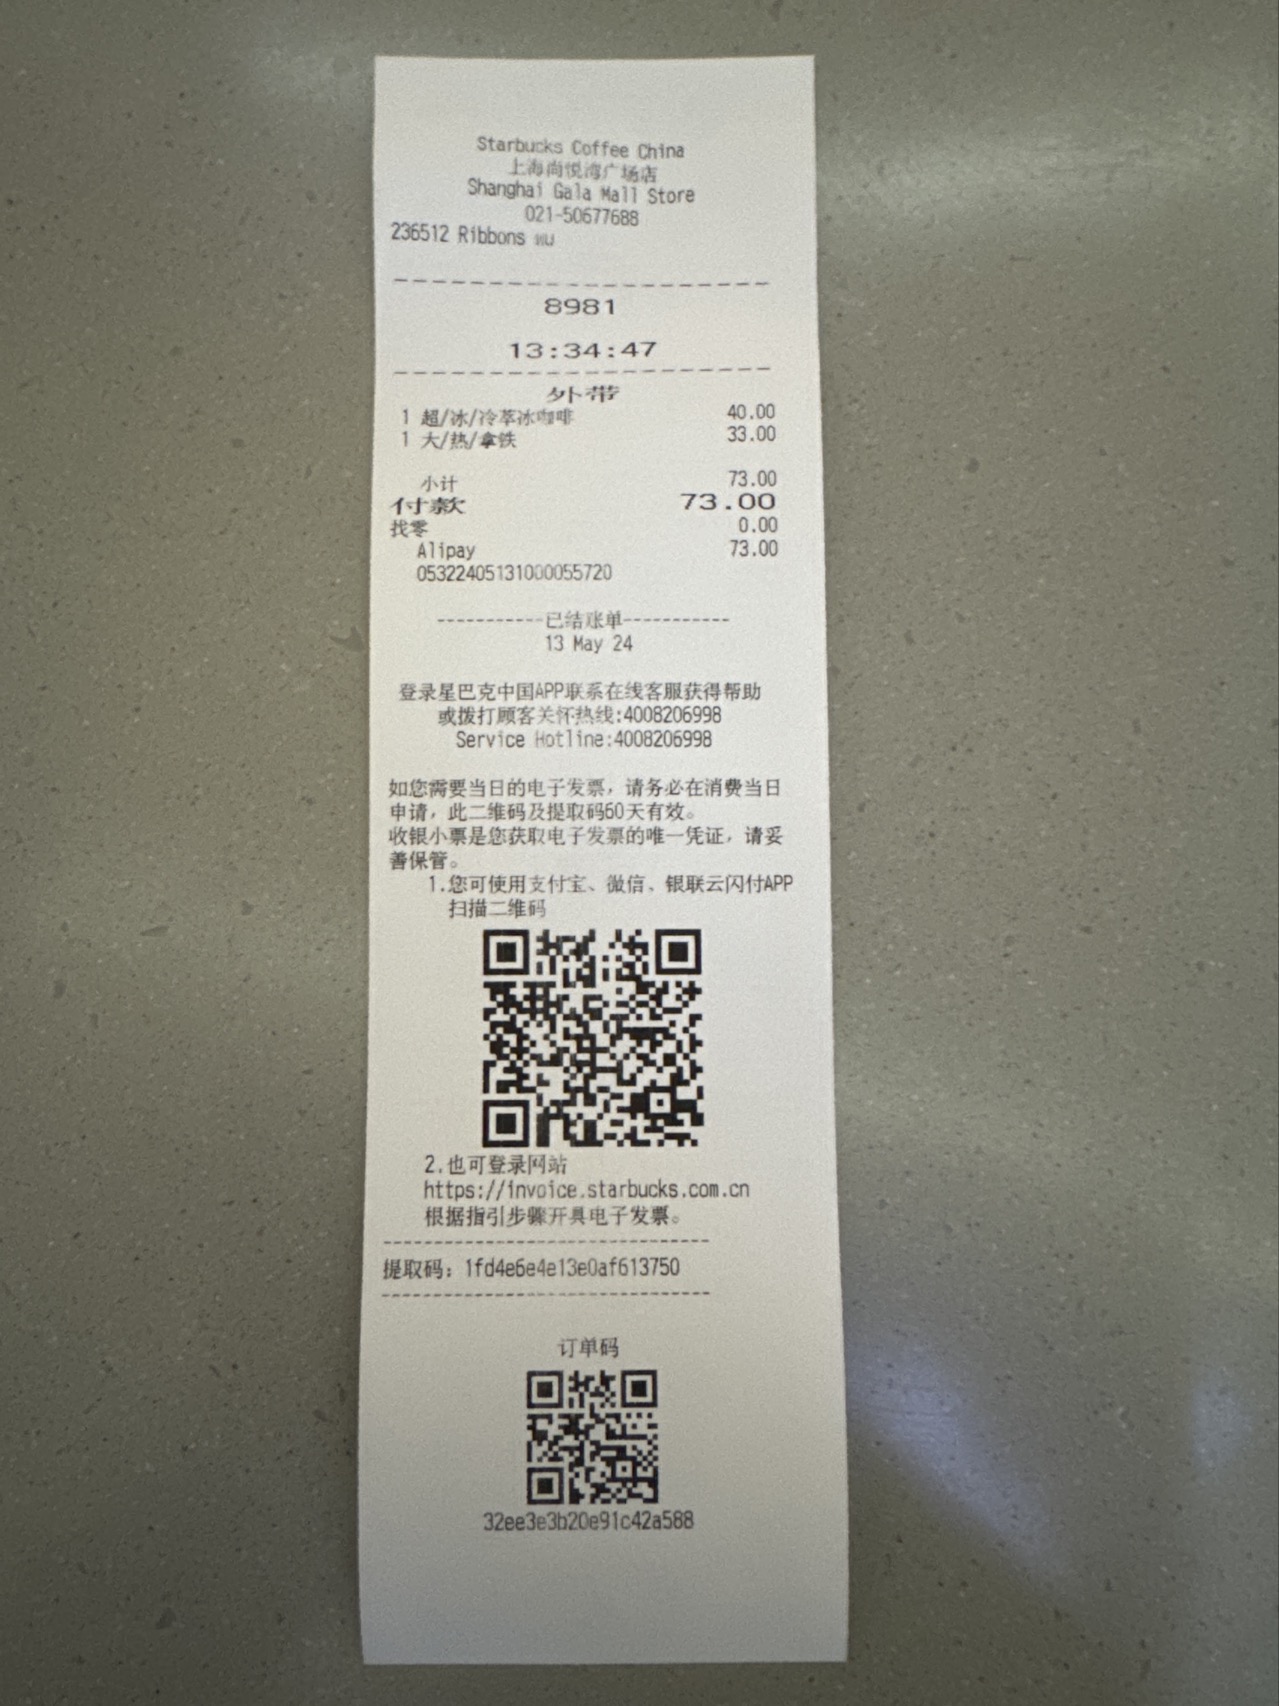 Starbucks Coffee China
上海尚悦湾广场店
Shanghai Gala Mall Store
021-50677688
236512 Ribbons wu
8981
13:34:47
外带
1 超/冰/冷萃冰咖啡 40.00
1 大/热/拿铁 33.00
小计 73.00
付款 73.00
找零 0.00
Alipay 73.00
05322405131000055720
-----------已结账单-----------
13 May 24
登录星巴克中国APP联系在线客服获得帮助
或拨打顾客关怀热线:4008206998
Service Hotline:4008206998
如您需要当日的电子发票，请务必在消费当日
申请，此二维码及提取码60天有效。
收银小票是您获取电子发票的唯一凭证，请妥
善保管。
1.您可使用支付宝、微信、银联云闪付APP
扫描二维码
2.也可登录网站
https://invoice.starbucks.com.cn
根据指引步骤开具电子发票。
提取码：1fd4e6e4e13e0af613750
订单码
32ee3e3b20e91c42a588